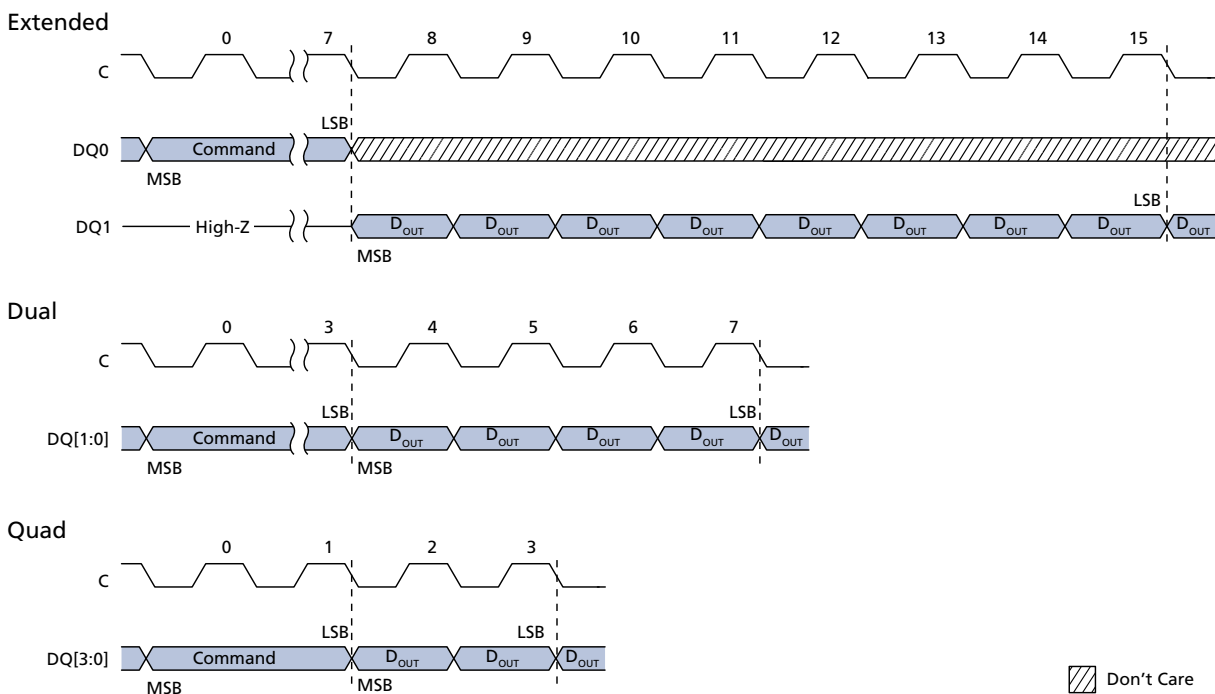 Extended
0 7 8 9 10 11 12 13 14 15
C
LSB
DQ0 Command
MSB
LSB
DQ1 High-Z DOUT DOUT DOUT DOUT DOUT DOUT DOUT DOUT DOUT
MSB
Dual
0 3 4 5 6 7
C
LSB LSB
DQ[1:0] Command DOUT DOUT DOUT DOUT DOUT
MSB MSB
Quad
0 1 2 3
C
LSB LSB
DQ[3:0] Command DOUT DOUT DOUT
MSB MSB
Don’t Care